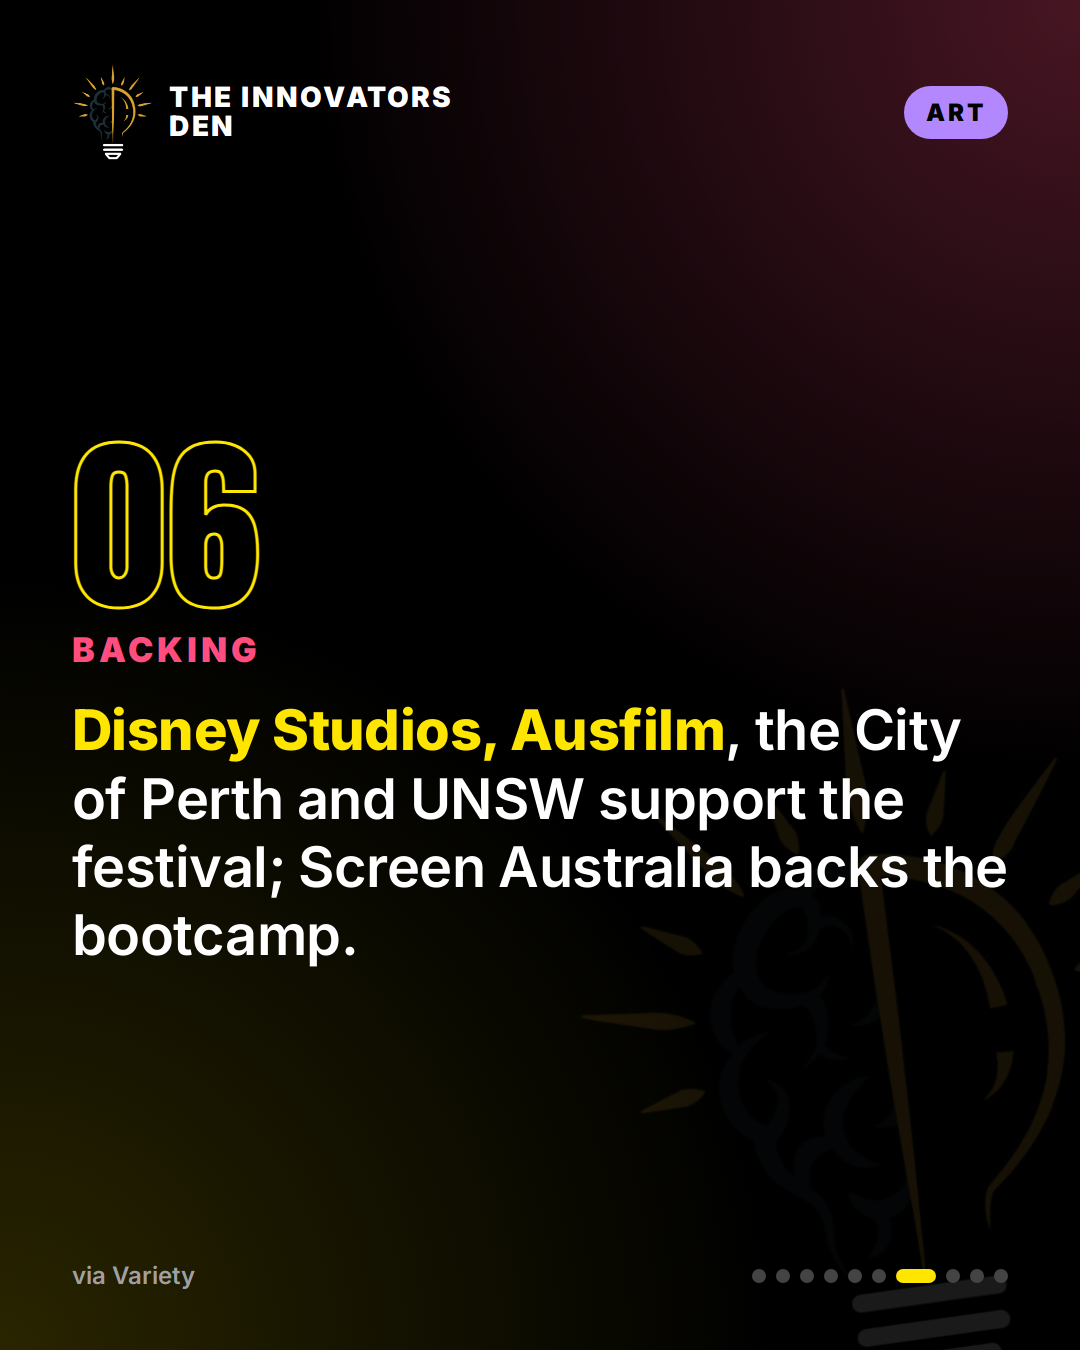 THE INNOVATORS
DEN
ART
06
BACKING
Disney Studios, Ausfilm, the City
of Perth and UNSW support the
festival; Screen Australia backs the
bootcamp.
via Variety